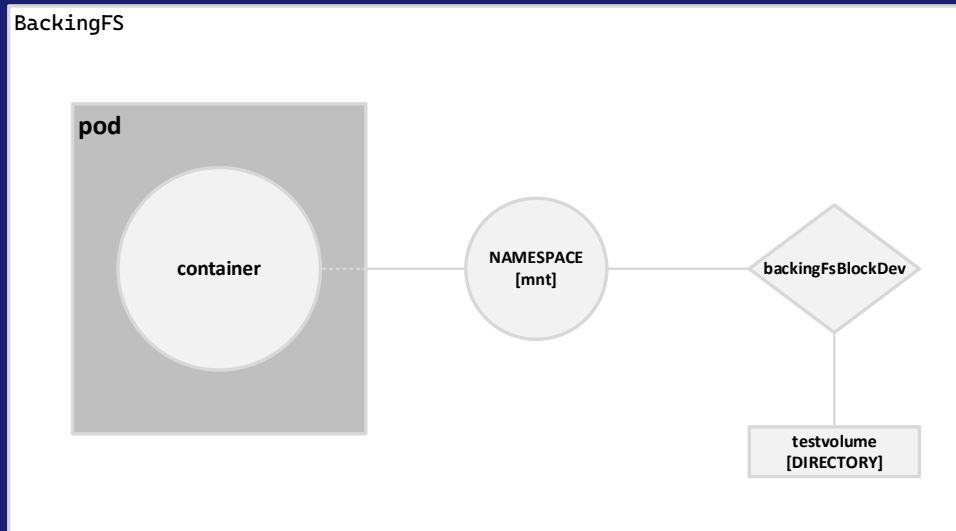 BackingFS
pod
container
NAMESPACE
[mnt]
backingFsBlockDev
testvolume
[DIRECTORY]